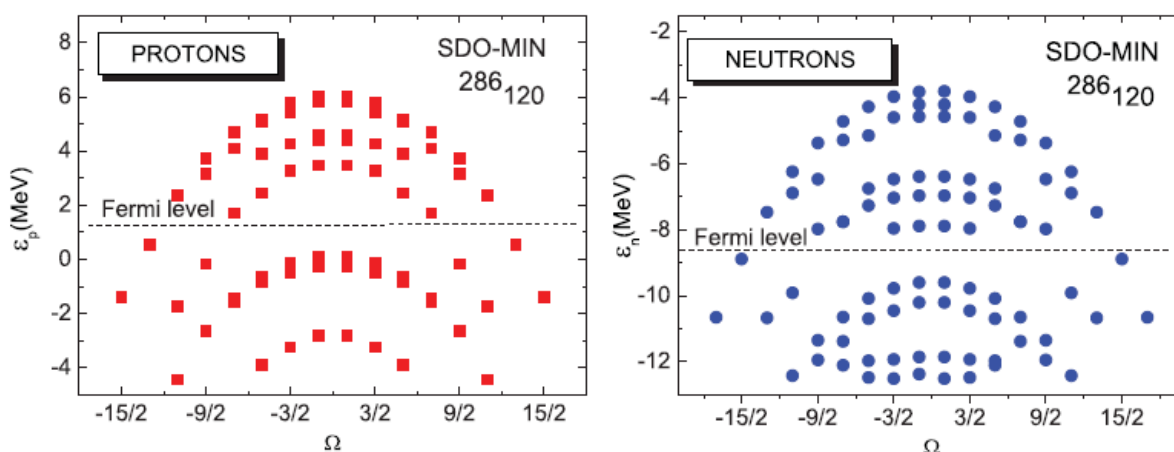 PROTONS
SDO-MIN
286120
Fermi level
εp(MeV)
8
6
4
2
0
-2
-4
-15/2 -9/2 -3/2 3/2 9/2 15/2
Ω
NEUTRONS
SDO-MIN
286120
Fermi level
εn(MeV)
-2
-4
-6
-8
-10
-12
-15/2 -9/2 -3/2 3/2 9/2 15/2
Ω